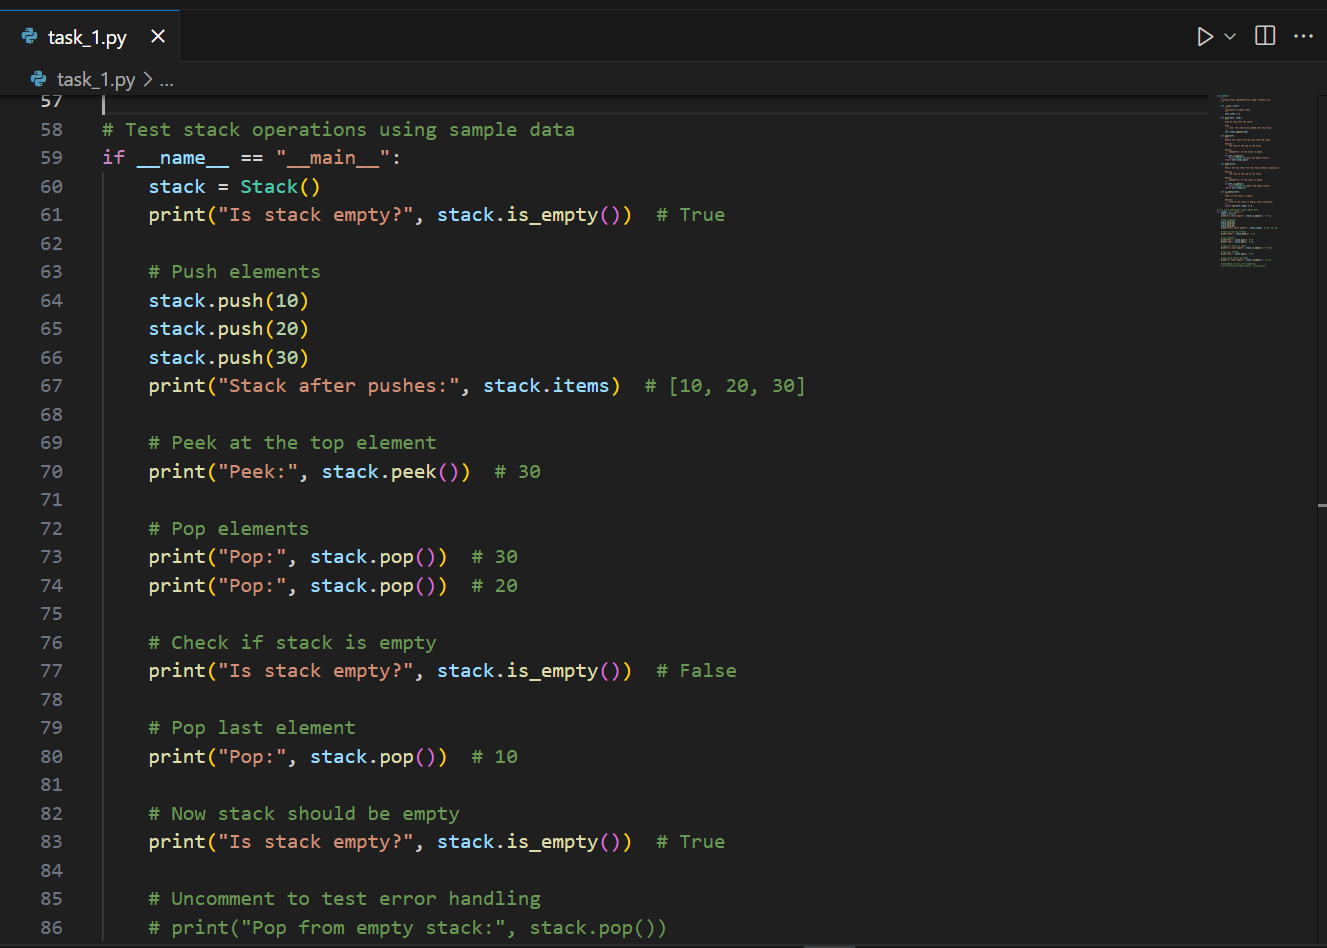 task_1.py
task_1.py > ...
57
58 # Test stack operations using sample data
59 if __name__ == "__main__":
60     stack = Stack()
61     print("Is stack empty?", stack.is_empty())  # True
62
63     # Push elements
64     stack.push(10)
65     stack.push(20)
66     stack.push(30)
67     print("Stack after pushes:", stack.items)  # [10, 20, 30]
68
69     # Peek at the top element
70     print("Peek:", stack.peek())  # 30
71
72     # Pop elements
73     print("Pop:", stack.pop())  # 30
74     print("Pop:", stack.pop())  # 20
75
76     # Check if stack is empty
77     print("Is stack empty?", stack.is_empty())  # False
78
79     # Pop last element
80     print("Pop:", stack.pop())  # 10
81
82     # Now stack should be empty
83     print("Is stack empty?", stack.is_empty())  # True
84
85     # Uncomment to test error handling
86     # print("Pop from empty stack:", stack.pop())